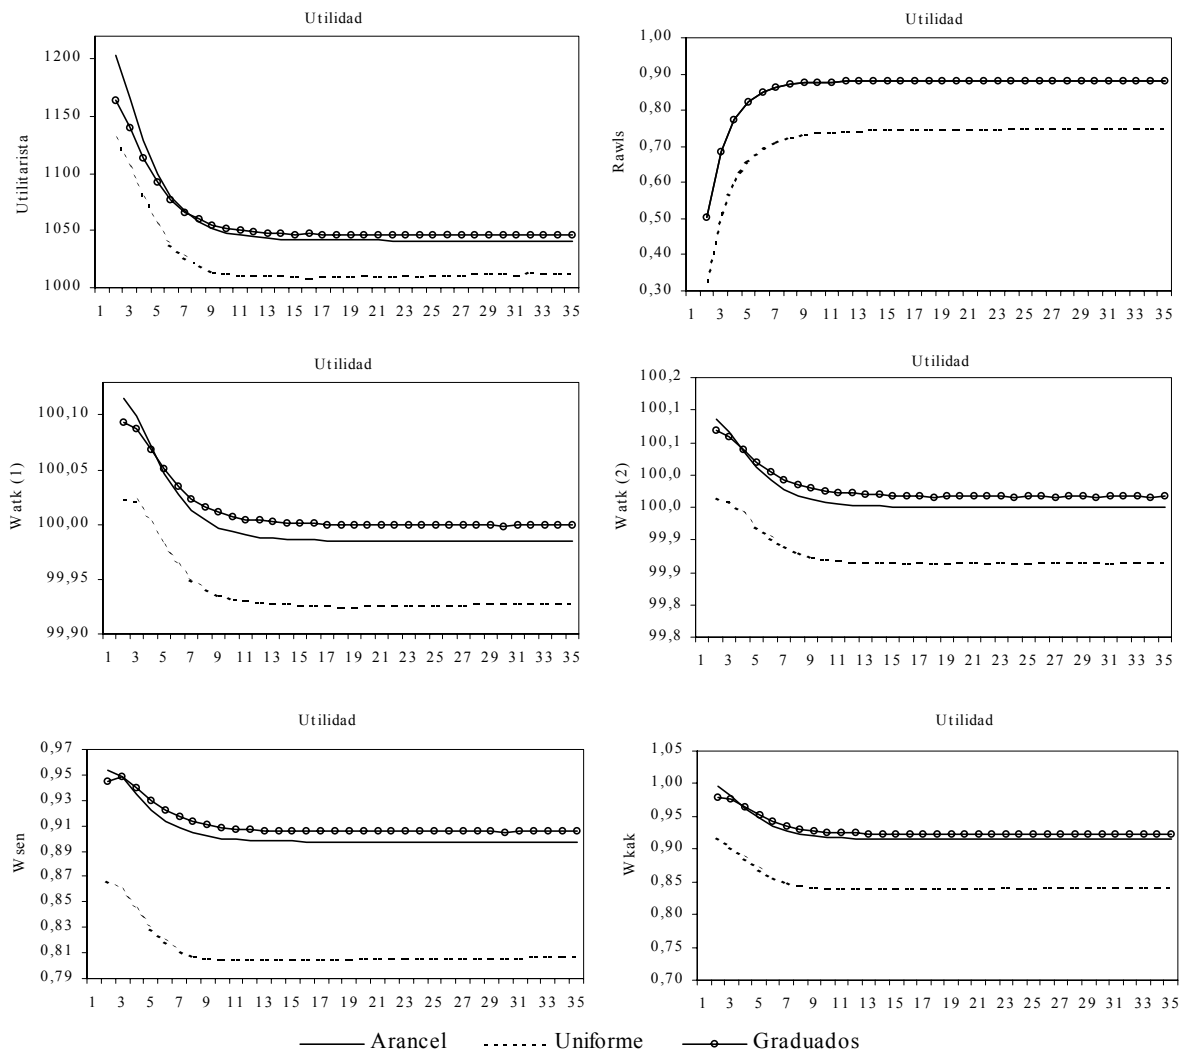 Utilidad
Utilitarista
1200
1150
1100
1050
1000
1 3 5 7 9 11 13 15 17 19 21 23 25 27 29 31 33 35
Utilidad
Rawls
1,00
0,90
0,80
0,70
0,60
0,50
0,40
0,30
1 3 5 7 9 11 13 15 17 19 21 23 25 27 29 31 33 35
Utilidad
Watk (1)
100,10
100,05
100,00
99,95
99,90
1 3 5 7 9 11 13 15 17 19 21 23 25 27 29 31 33 35
Utilidad
Watk (2)
100,2
100,1
100,1
100,0
100,0
99,9
99,9
99,8
99,8
1 3 5 7 9 11 13 15 17 19 21 23 25 27 29 31 33 35
Utilidad
Wsen
0,97
0,95
0,93
0,91
0,89
0,87
0,85
0,83
0,81
0,79
1 3 5 7 9 11 13 15 17 19 21 23 25 27 29 31 33 35
Utilidad
Wkak
1,05
1,00
0,95
0,90
0,85
0,80
0,75
0,70
1 3 5 7 9 11 13 15 17 19 21 23 25 27 29 31 33 35
Arancel Uniforme Graduados